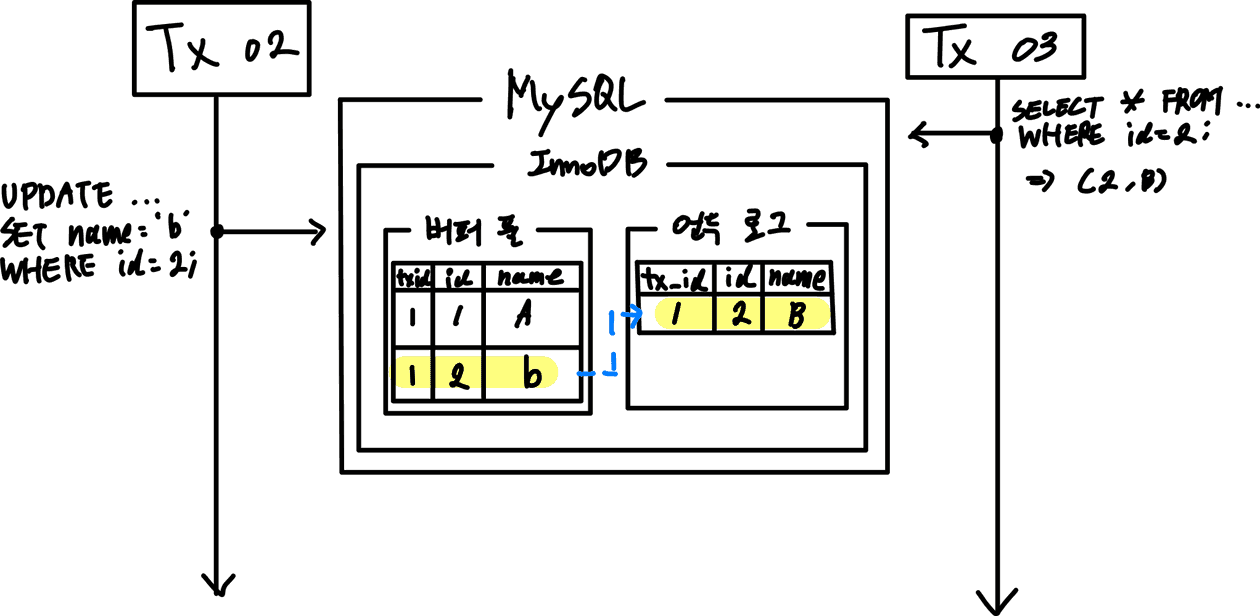 Tx 02
Tx 03
MySQL
SELECT * FROM ...
WHERE id=2;
=> (2,B)
InnoDB
UPDATE ...
SET name='b'
WHERE id=2;
버퍼 풀
txid id name
1 1 A
1 2 b
언둑 로그
tx_id id name
1 2 B